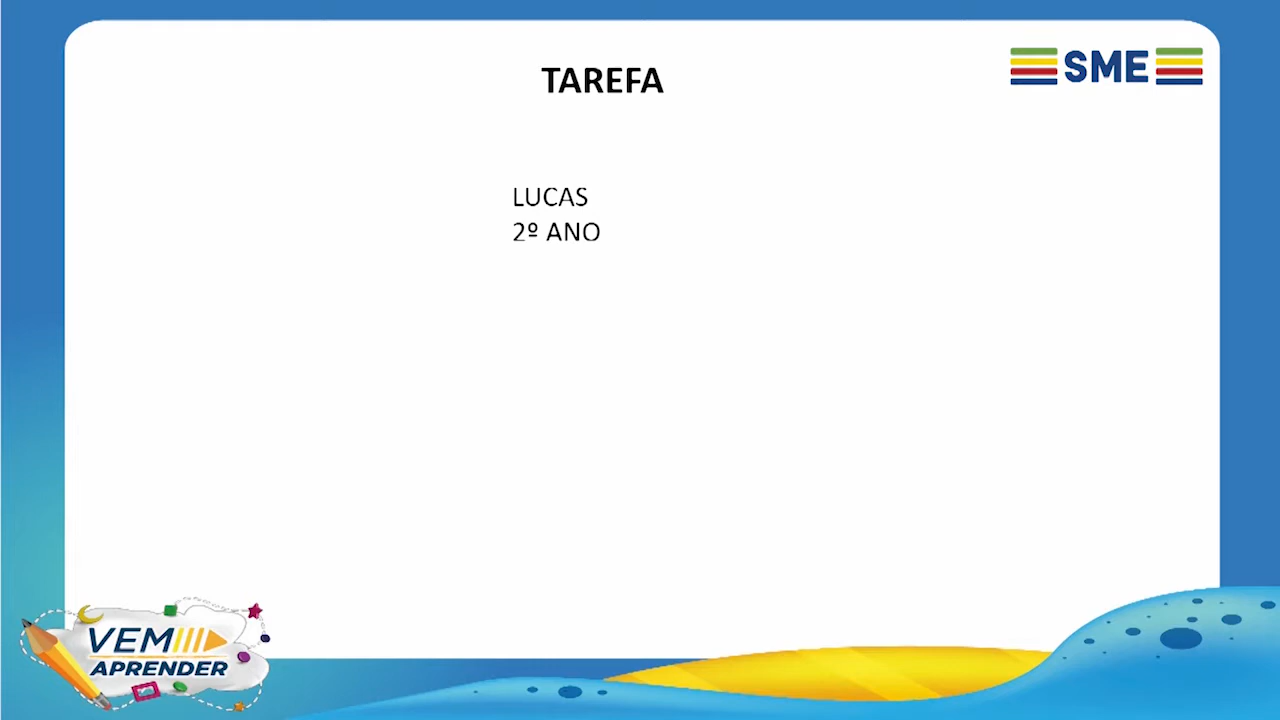 TAREFA
SME
LUCAS
2º ANO
VEM
APRENDER